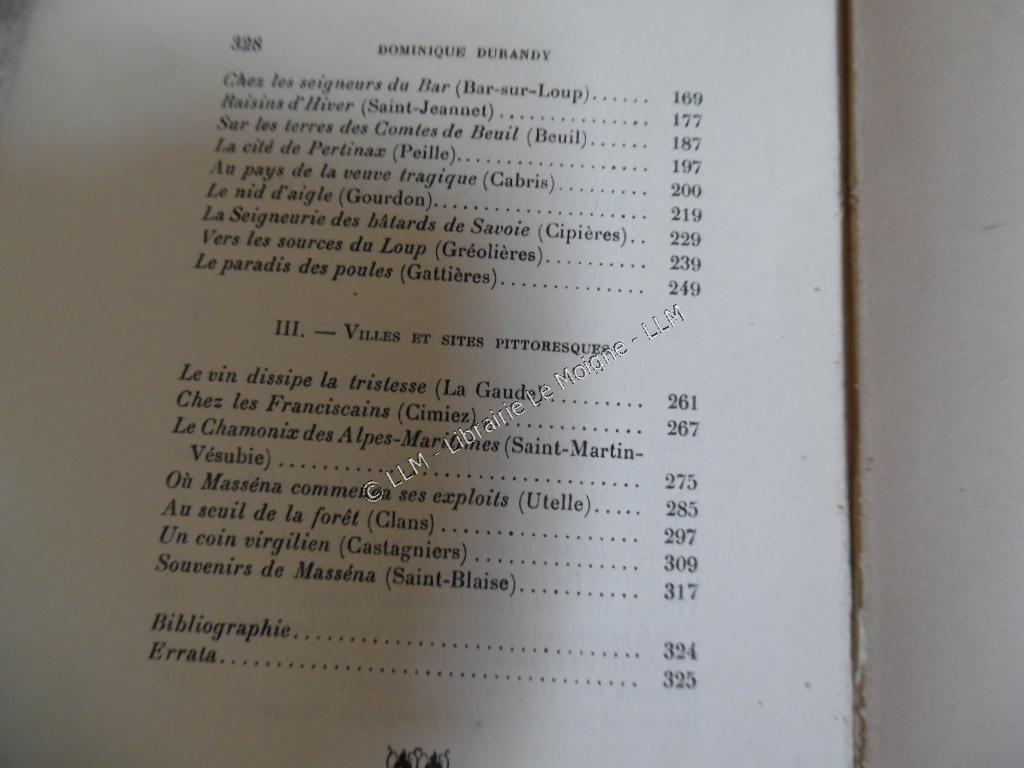 328 DOMINIQUE DURANDY
Chez les seigneurs du Bar (Bar-sur-Loup)...... 169
Raisins d'Hiver (Saint-Jeannet)............... 177
Sur les terres des Comtes de Beuil (Beuil)...... 187
La cité de Pertinax (Peille)................... 197
Au pays de la veuve tragique (Cabris)......... 200
Le nid d'aigle (Gourdon)..................... 219
La Seigneurie des bâtards de Savoie (Cipières).. 229
Vers les sources du Loup (Gréolières).......... 239
Le paradis des poules (Gattières).............. 249
III. — VILLES ET SITES PITTORESQUES
Le vin dissipe la tristesse (La Gaude)......... 261
Chez les Franciscains (Cimiez)............... 267
Le Chamonix des Alpes-Maritimes (Saint-Martin-
Vésubie)................................. 275
Où Masséna commença ses exploits (Utelle)..... 285
Au seuil de la forêt (Clans).................. 297
Un coin virgilien (Castagniers)............... 309
Souvenirs de Masséna (Saint-Blaise)........... 317
Bibliographie................................ 324
Errata...................................... 325
© LLM - Librairie Le Moigne - LLM